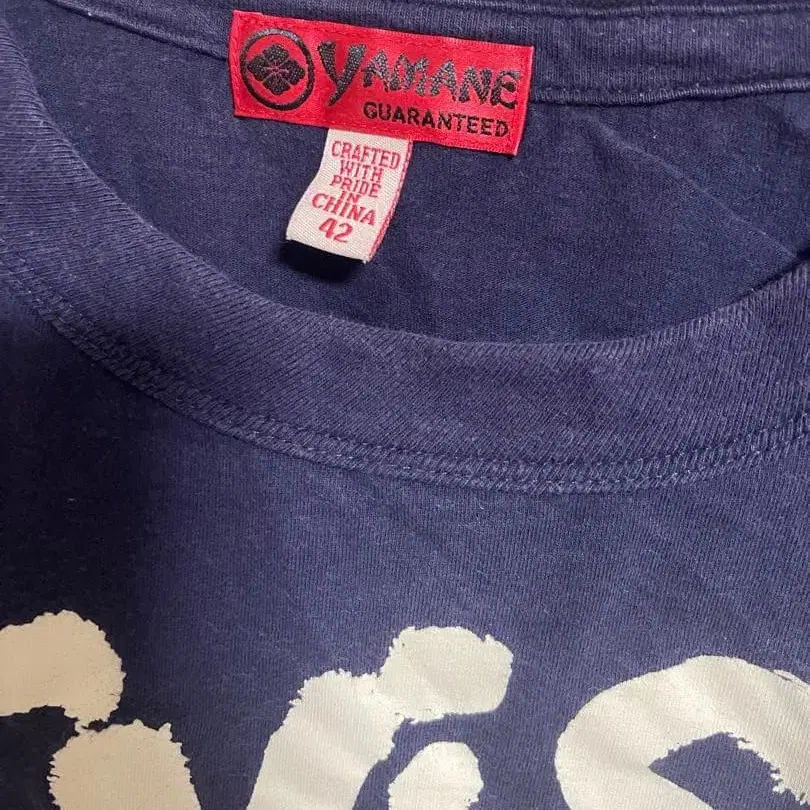 YAMANE
GUARANTEED
CRAFTED
WITH
PRIDE
IN
CHINA
42